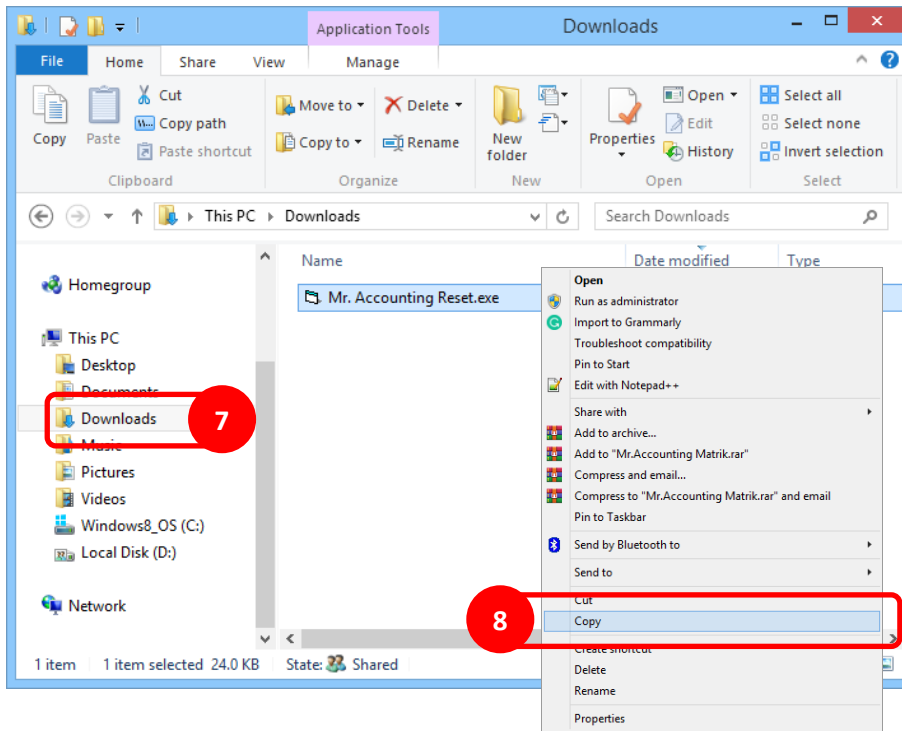 Application Tools
Downloads
File
Home
Share
View
Manage
Copy
Paste
Cut
Copy path
Paste shortcut
Clipboard
Move to
Copy to
Delete
Rename
Organize
New
folder
New
Properties
Open
Edit
History
Open
Select all
Select none
Invert selection
Select
This PC
Downloads
Search Downloads
Name
Date modified
Type
Homegroup
This PC
Desktop
Documents
Downloads
7
Music
Pictures
Videos
Windows8_OS (C:)
Local Disk (D:)
Network
Mr. Accounting Reset.exe
Open
Run as administrator
Import to Grammarly
Troubleshoot compatibility
Pin to Start
Edit with Notepad++
Share with
Add to archive...
Add to "Mr.Accounting Matrik.rar"
Compress and email...
Compress to "Mr.Accounting Matrik.rar" and email
Pin to Taskbar
Send by Bluetooth to
Send to
Cut
8
Copy
Create shortcut
Delete
Rename
Properties
1 item
1 item selected 24.0 KB
State:
Shared